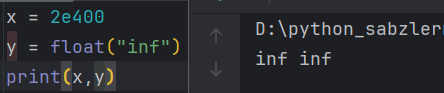 x = 2e400
y = float("inf")
print(x,y)
D:\python_sabzler
inf inf